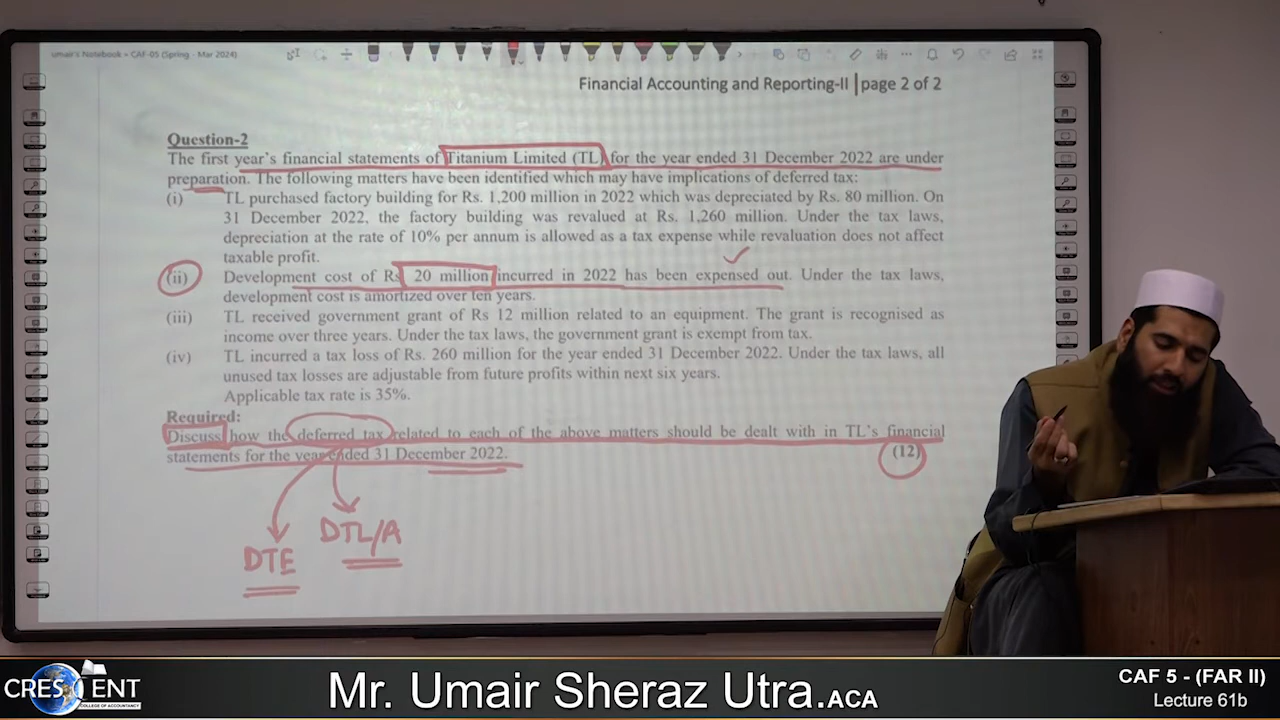 umair's Notebook » CAF-05 (Spring - Mar 2024)
Financial Accounting and Reporting-II | page 2 of 2
Question-2
The first year's financial statements of Titanium Limited (TL) for the year ended 31 December 2022 are under
preparation. The following matters have been identified which may have implications of deferred tax:
(i) TL purchased factory building for Rs. 1,200 million in 2022 which was depreciated by Rs. 80 million. On
31 December 2022, the factory building was revalued at Rs. 1,260 million. Under the tax laws,
depreciation at the rate of 10% per annum is allowed as a tax expense while revaluation does not affect
taxable profit.
(ii) Development cost of Rs 20 million incurred in 2022 has been expensed out. Under the tax laws,
development cost is amortized over ten years.
(iii) TL received government grant of Rs 12 million related to an equipment. The grant is recognised as
income over three years. Under the tax laws, the government grant is exempt from tax.
(iv) TL incurred a tax loss of Rs. 260 million for the year ended 31 December 2022. Under the tax laws, all
unused tax losses are adjustable from future profits within next six years.
Applicable tax rate is 35%.
Required:
Discuss how the deferred tax related to each of the above matters should be dealt with in TL's financial
statements for the year ended 31 December 2022. (12)
DTE DTL/A
CRESCENT
COLLEGE OF ACCOUNTANCY
Mr. Umair Sheraz Utra.ACA
CAF 5 - (FAR II)
Lecture 61b